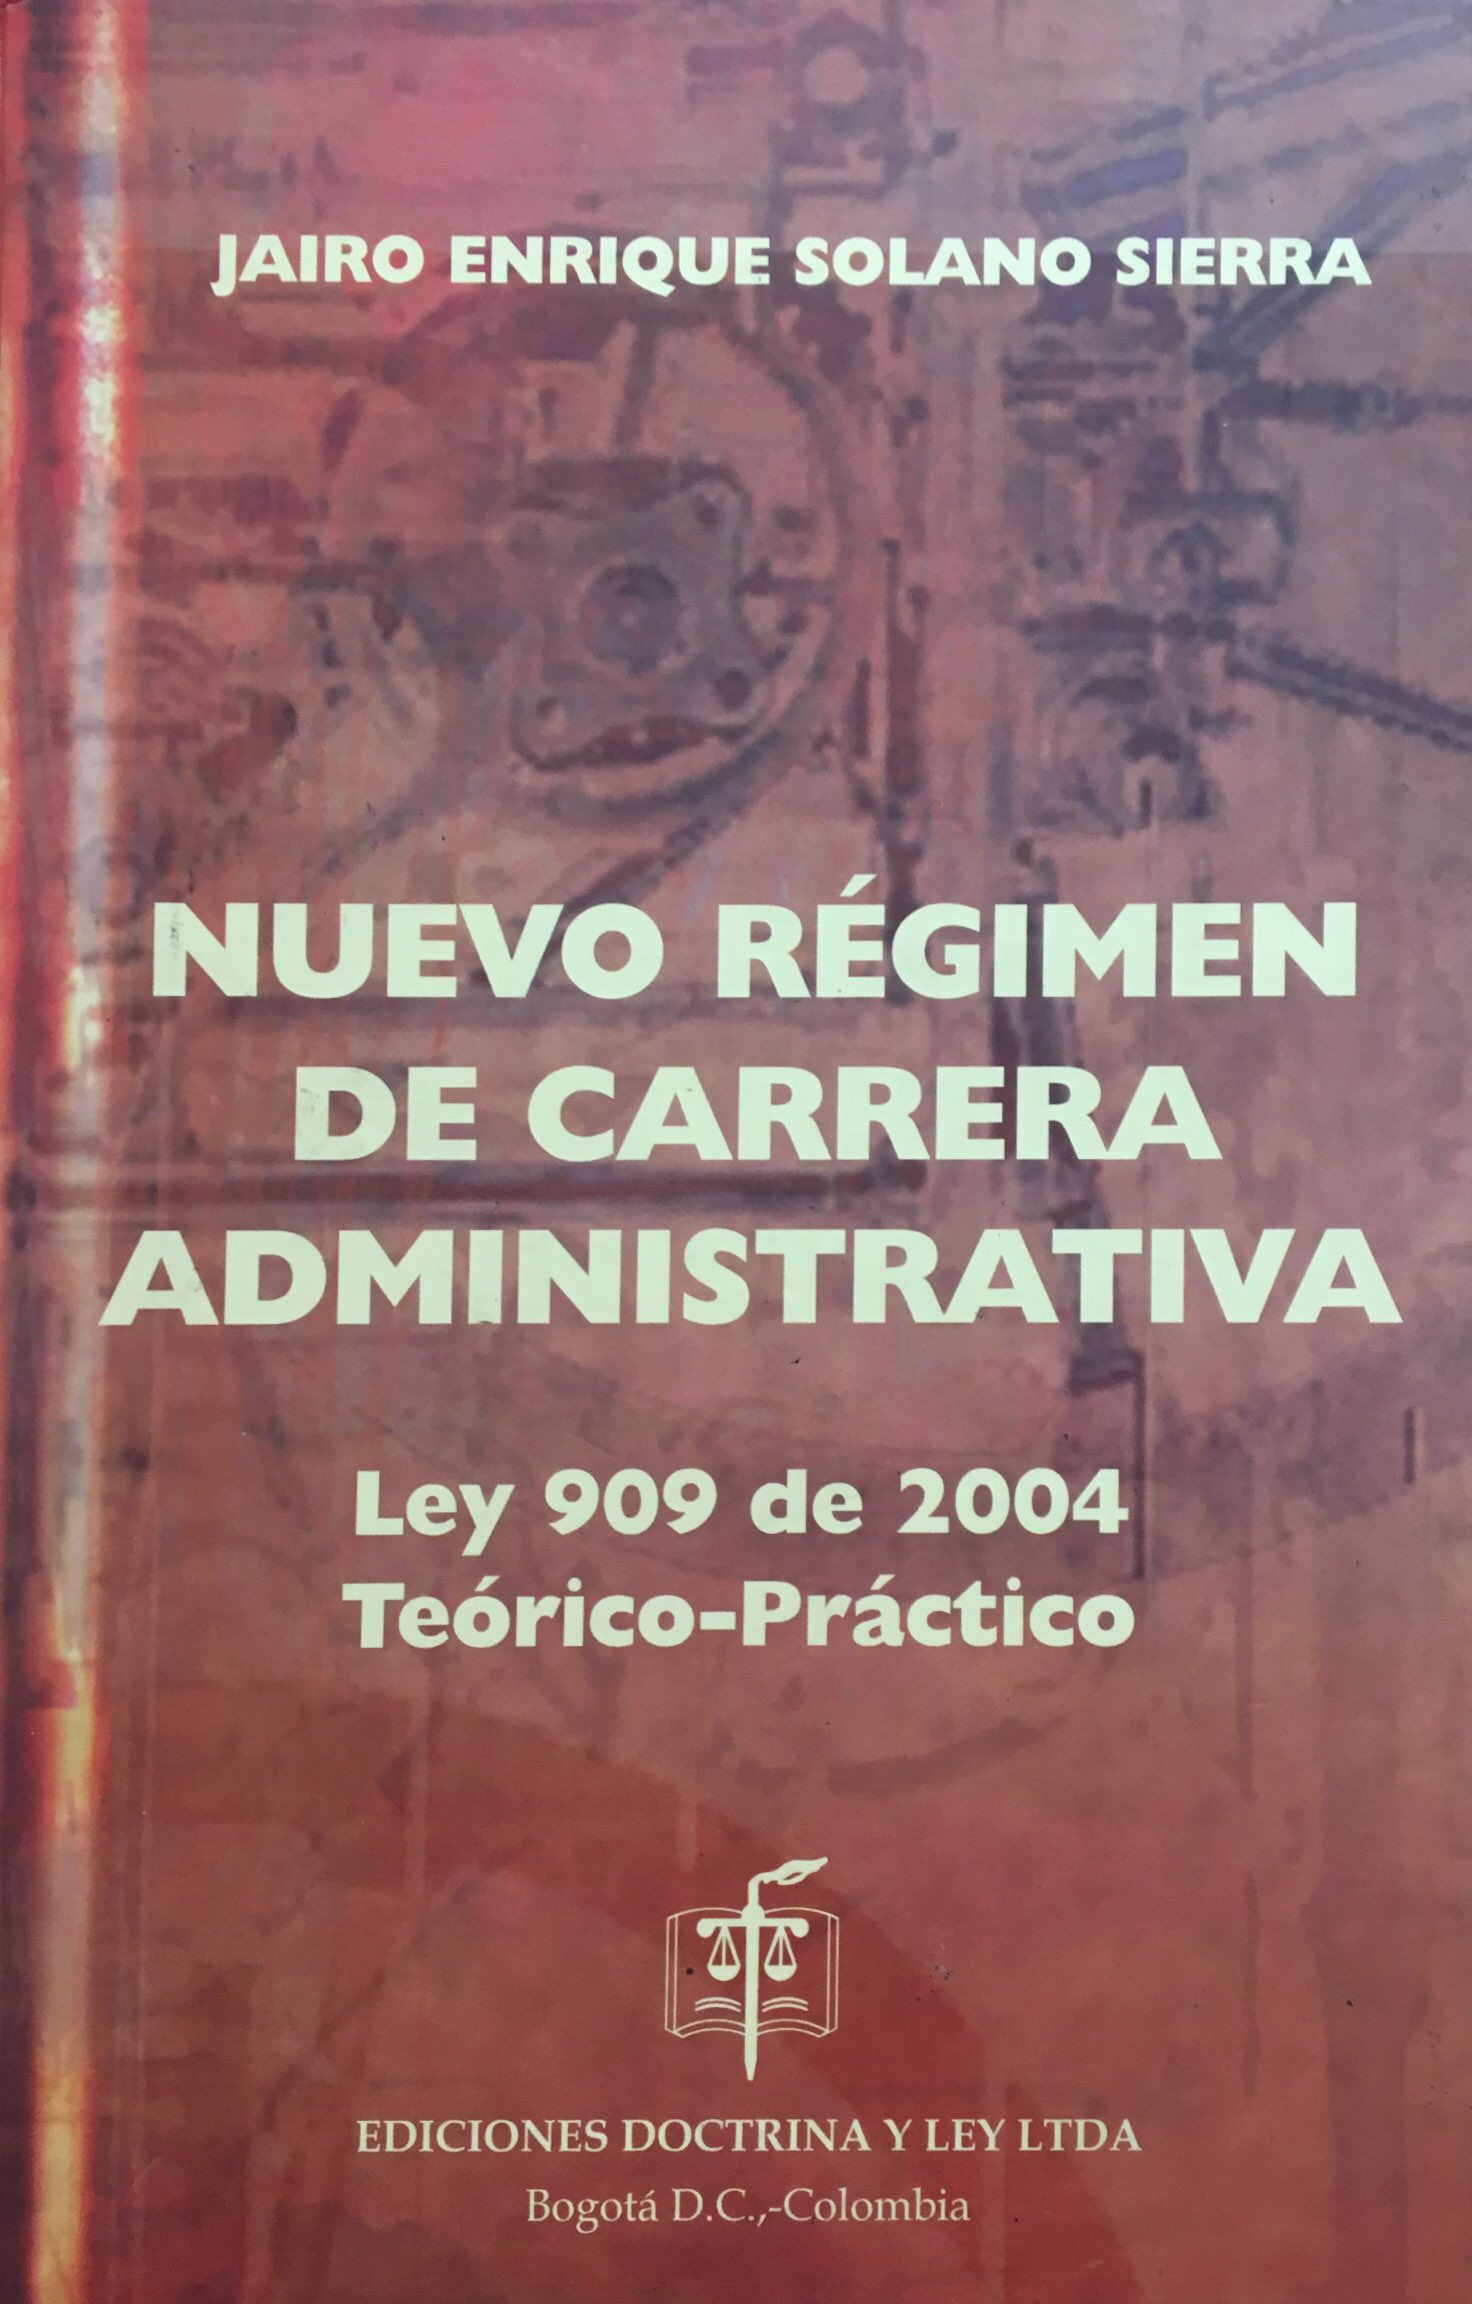 JAIRO ENRIQUE SOLANO SIERRA
NUEVO RÉGIMEN
DE CARRERA
ADMINISTRATIVA
Ley 909 de 2004
Teórico-Práctico
EDICIONES DOCTRINA Y LEY LTDA
Bogotá D.C.,-Colombia